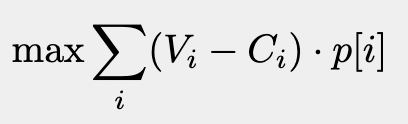 max ∑ᵢ (Vᵢ − Cᵢ) · p[i]